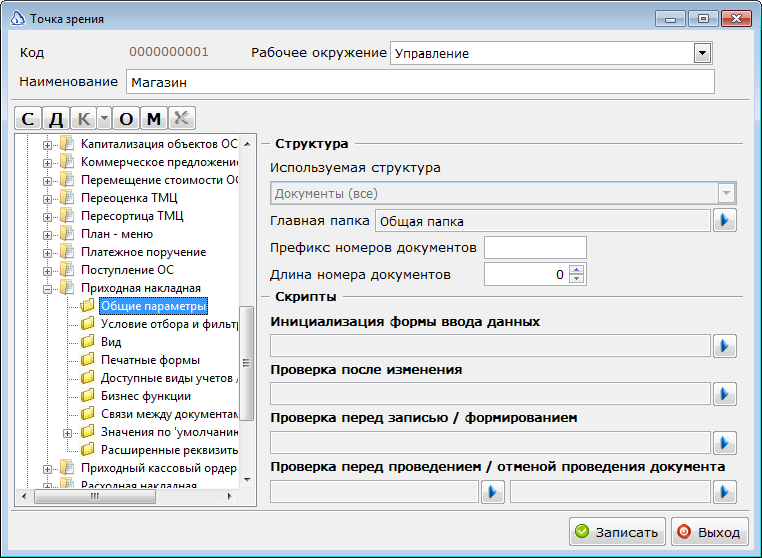 Точка зрения
Код 0000000001 Рабочее окружение Управление
Наименование Магазин
С Д К О М
Капитализация объектов ОС
Коммерческое предложение
Перемещение стоимости ОС
Переоценка ТМЦ
Пересортица ТМЦ
План - меню
Платежное поручение
Поступление ОС
Приходная накладная
Общие параметры
Условие отбора и фильтр
Вид
Печатные формы
Доступные виды учетов /
Бизнес функции
Связи между документам
Значения по 'умолчанию
Расширенные реквизить
Приходный кассовый ордер
Расходная накладная
Структура
Используемая структура
Документы (все)
Главная папка Общая папка
Префикс номеров документов
Длина номера документов 0
Скрипты
Инициализация формы ввода данных
Проверка после изменения
Проверка перед записью / формированием
Проверка перед проведением / отменой проведения документа
Записать Выход